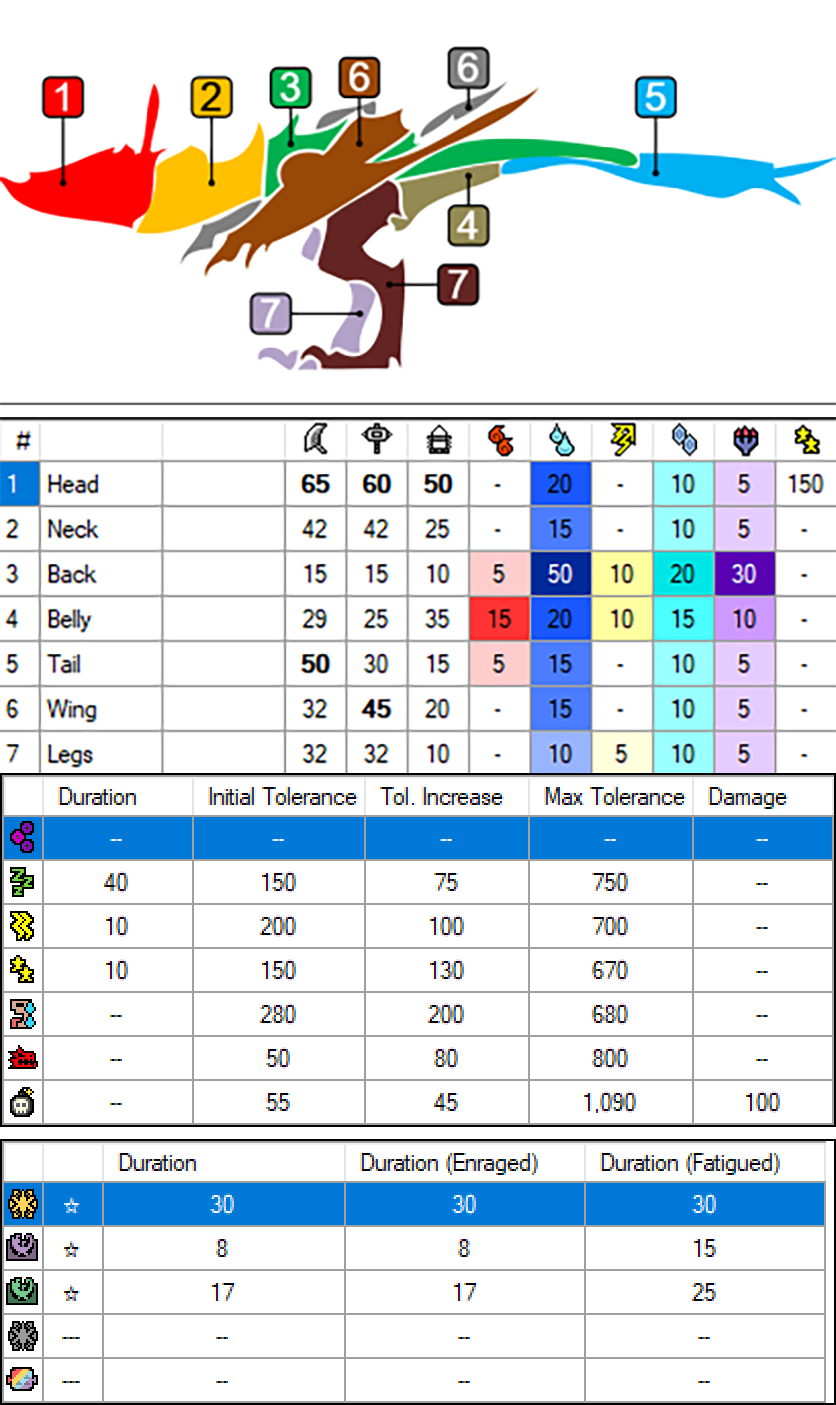 1
2
3
6
6
5
4
7
7
#
1 Head 65 60 50 - 20 - 10 5 150
2 Neck 42 42 25 - 15 - 10 5 -
3 Back 15 15 10 5 50 10 20 30 -
4 Belly 29 25 35 15 20 10 15 10 -
5 Tail 50 30 15 5 15 - 10 5 -
6 Wing 32 45 20 - 15 - 10 5 -
7 Legs 32 32 10 - 10 5 10 5 -
Duration Initial Tolerance Tol. Increase Max Tolerance Damage
-- -- -- -- --
40 150 75 750 --
10 200 100 700 --
10 150 130 670 --
-- 280 200 680 --
-- 50 80 800 --
-- 55 45 1,090 100
Duration Duration (Enraged) Duration (Fatigued)
☆ 30 30 30
☆ 8 8 15
☆ 17 17 25
--- -- -- --
--- -- -- --